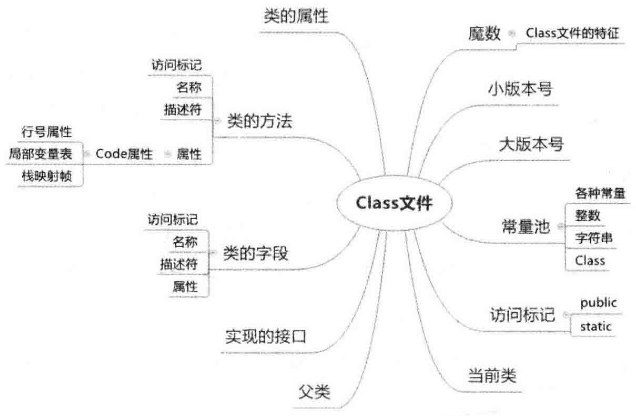 类的属性
魔数
Class文件的特征
小版本号
大版本号
常量池
各种常量
整数
字符串
Class
访问标记
public
static
当前类
父类
实现的接口
类的字段
访问标记
名称
描述符
属性
类的方法
访问标记
名称
描述符
属性
Code属性
行号属性
局部变量表
栈映射帧
Class文件